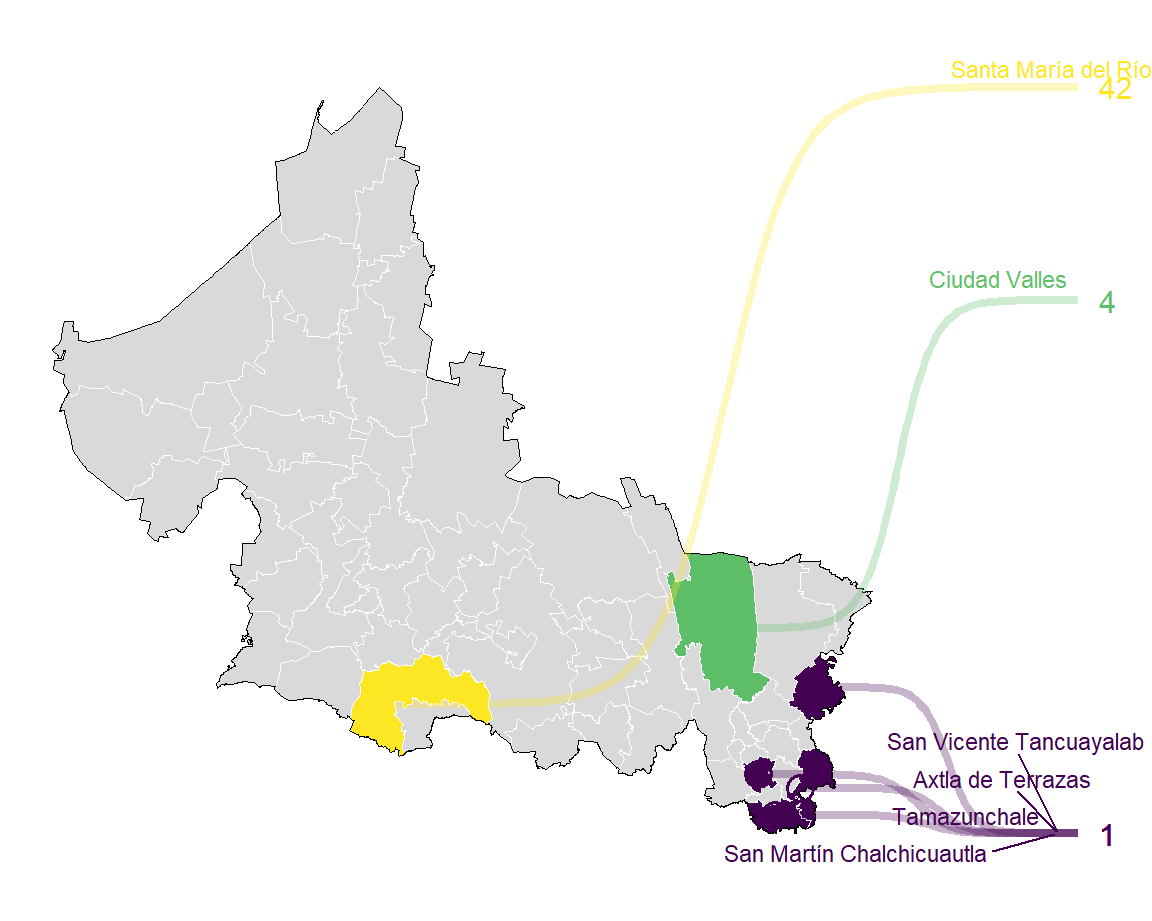 Santa María del Río
42
Ciudad Valles
4
San Vicente Tancuayalab
Axtla de Terrazas
Tamazunchale
1
San Martín Chalchicuautla